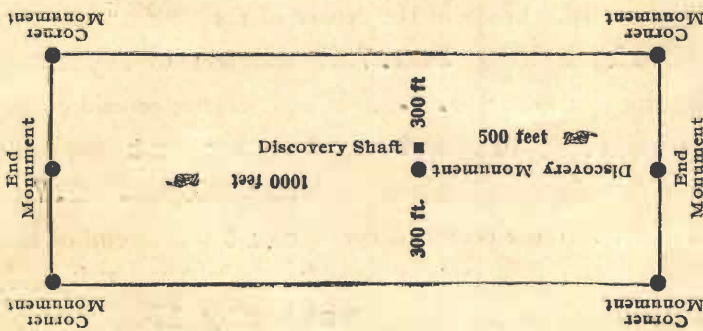 Corner
Monument
Corner
Monument
End
Monument
300 ft
500 feet
Discovery Shaft
Discovery Monument
1000 feet
300 ft.
End
Monument
Corner
Monument
Corner
Monument